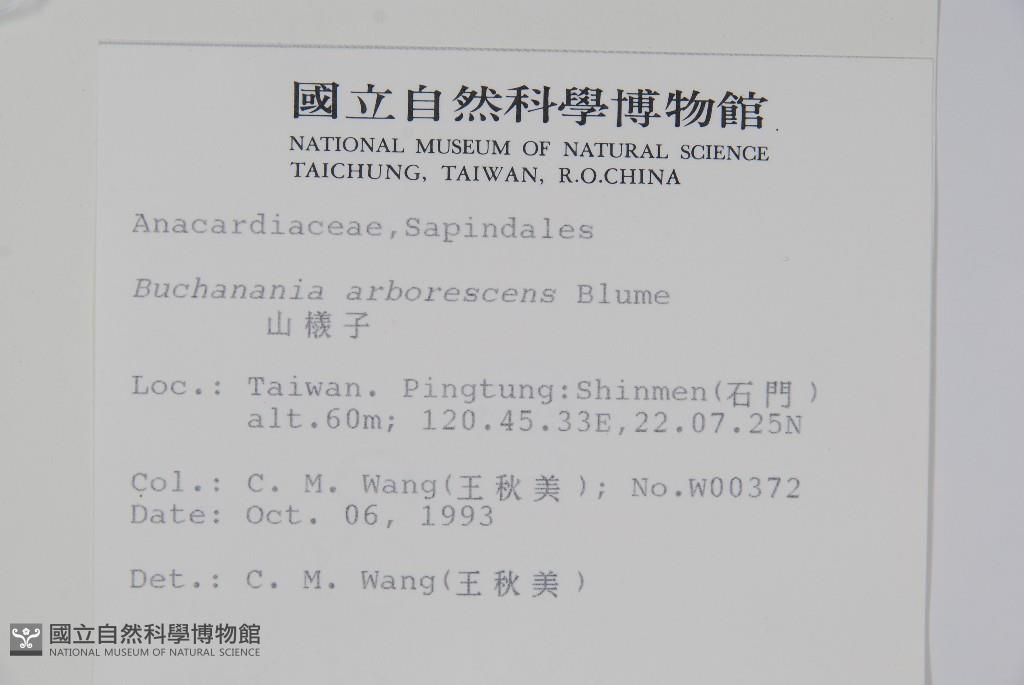 國立自然科學博物館
NATIONAL MUSEUM OF NATURAL SCIENCE
TAICHUNG, TAIWAN, R.O.CHINA
Anacardiaceae,Sapindales
Buchanania arborescens Blume
山檨子
Loc.: Taiwan. Pingtung:Shinmen(石門)
alt.60m; 120.45.33E,22.07.25N
Col.: C. M. Wang(王秋美); No.W00372
Date: Oct. 06, 1993
Det.: C. M. Wang(王秋美)
國立自然科學博物館
NATIONAL MUSEUM OF NATURAL SCIENCE